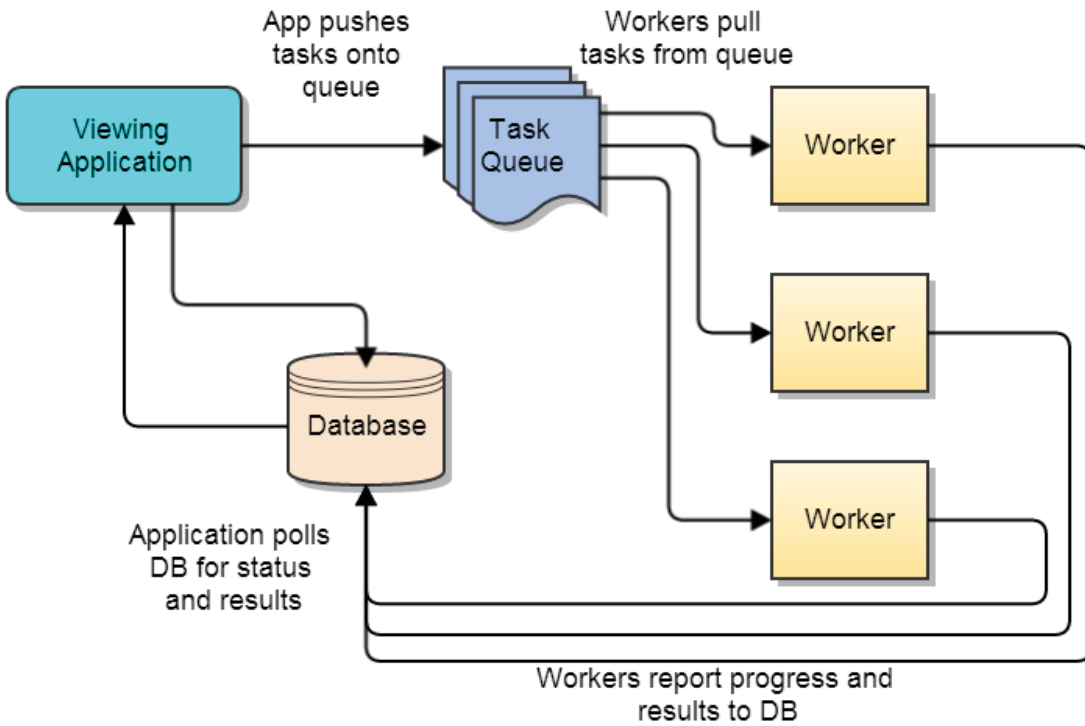 App pushes
tasks onto
queue
Workers pull
tasks from queue
Viewing
Application
Task
Queue
Worker
Worker
Database
Worker
Application polls
DB for status
and results
Workers report progress and
results to DB